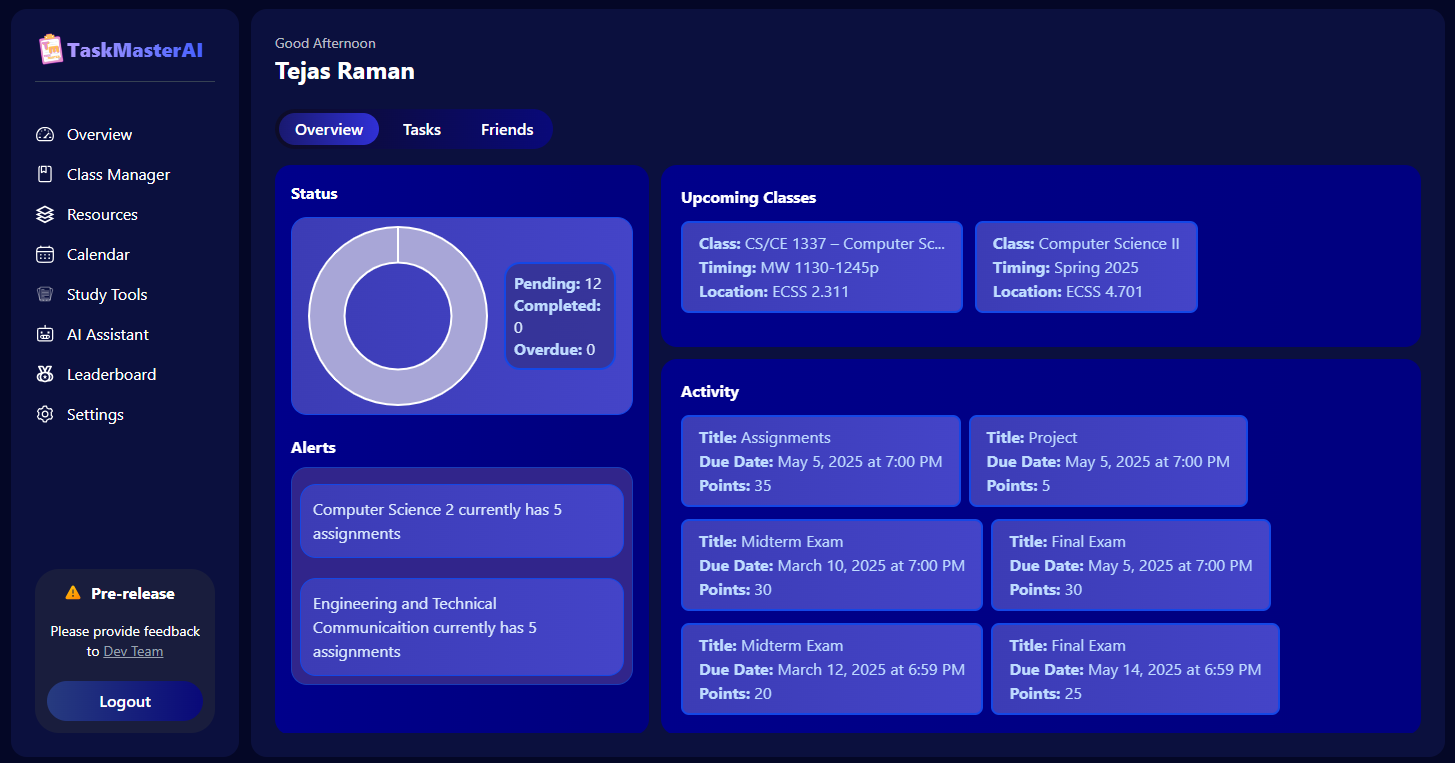 TaskMasterAI
Overview
Class Manager
Resources
Calendar
Study Tools
AI Assistant
Leaderboard
Settings
Pre-release
Please provide feedback
to Dev Team
Logout
Good Afternoon
Tejas Raman
Overview
Tasks
Friends
Status
Pending: 12
Completed:
0
Overdue: 0
Alerts
Computer Science 2 currently has 5
assignments
Engineering and Technical
Communicaition currently has 5
assignments
Upcoming Classes
Class: CS/CE 1337 – Computer Sc...
Timing: MW 1130-1245p
Location: ECSS 2.311
Class: Computer Science II
Timing: Spring 2025
Location: ECSS 4.701
Activity
Title: Assignments
Due Date: May 5, 2025 at 7:00 PM
Points: 35
Title: Project
Due Date: May 5, 2025 at 7:00 PM
Points: 5
Title: Midterm Exam
Due Date: March 10, 2025 at 7:00 PM
Points: 30
Title: Final Exam
Due Date: May 5, 2025 at 7:00 PM
Points: 30
Title: Midterm Exam
Due Date: March 12, 2025 at 6:59 PM
Points: 20
Title: Final Exam
Due Date: May 14, 2025 at 6:59 PM
Points: 25